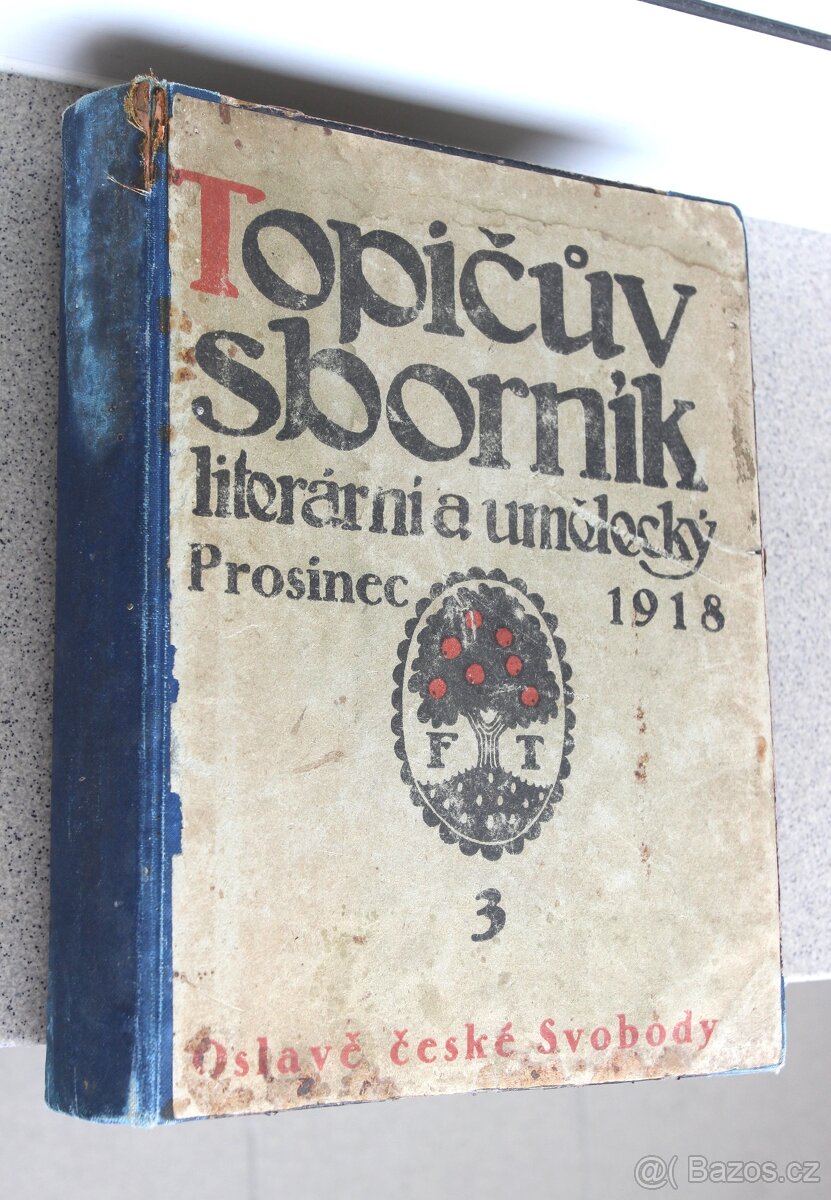 Topičův
sborník
literární a umělecký
Prosinec 1918
F T
3
Oslavě české Svobody
@( Bazos.cz